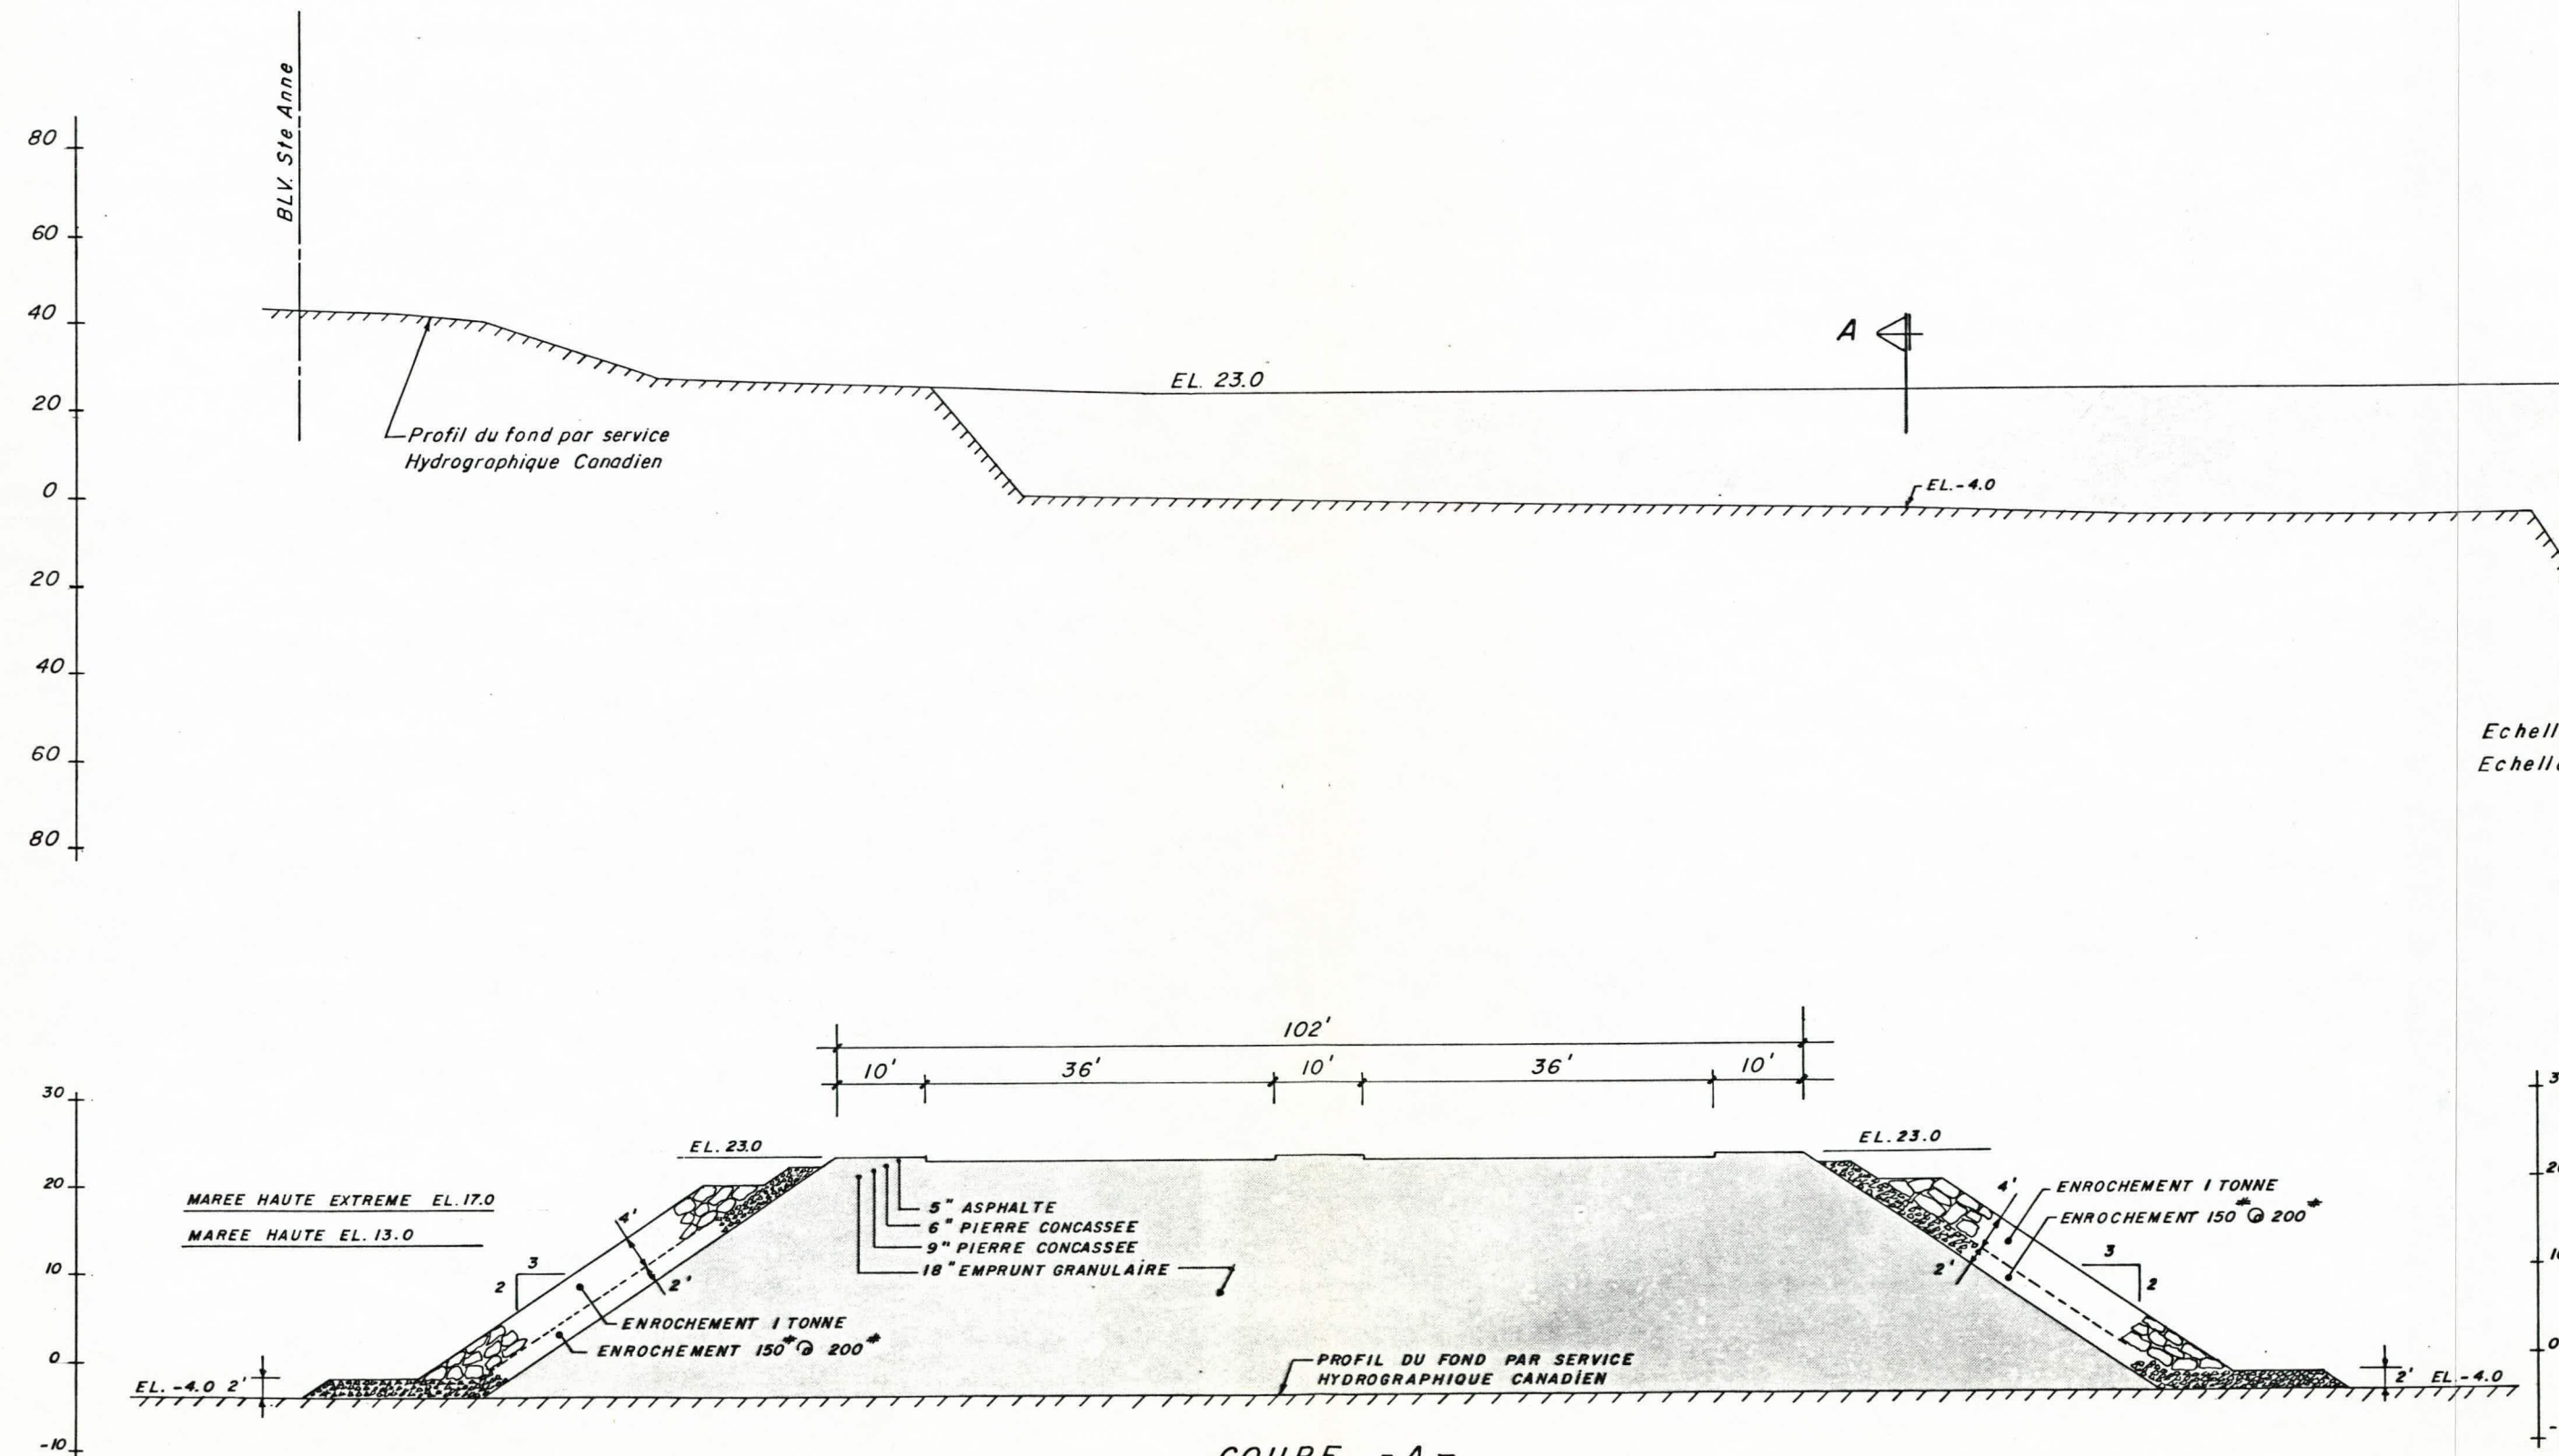 BLV. Ste Anne
80
60
40
20
0
20
40
60
80
Profil du fond par service
Hydrographique Canadien
EL. 23.0
A
EL.-4.0
Echell
Echell
102'
10'
36'
10'
36'
10'
30
20
10
0
-10
EL. 23.0
EL. 23.0
MAREE HAUTE EXTREME EL. 17.0
MAREE HAUTE EL. 13.0
5" ASPHALTE
6" PIERRE CONCASSEE
9" PIERRE CONCASSEE
18" EMPRUNT GRANULAIRE
4'
2'
3
2
ENROCHEMENT 1 TONNE
ENROCHEMENT 150# @ 200#
4'
2'
ENROCHEMENT 1 TONNE
ENROCHEMENT 150# @ 200#
3
2
PROFIL DU FOND PAR SERVICE
HYDROGRAPHIQUE CANADIEN
EL. -4.0 2'
2' EL.-4.0
COUPE -A-